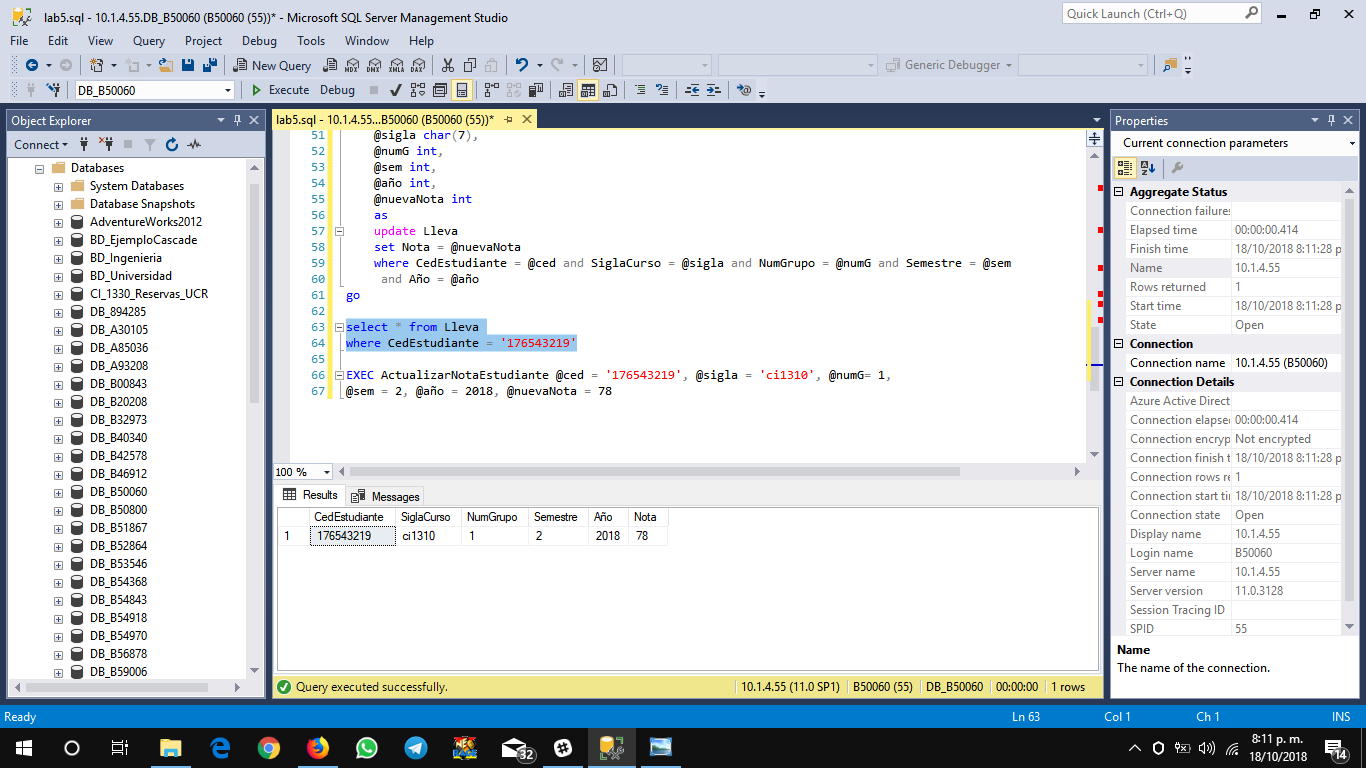 lab5.sql - 10.1.4.55.DB_B50060 (B50060 (55))* - Microsoft SQL Server Management Studio
Quick Launch (Ctrl+Q)
File Edit View Query Project Debug Tools Window Help
New Query MDX DMX XMLA DAX Generic Debugger
DB_B50060 Execute Debug
Object Explorer
Connect
Databases
System Databases
Database Snapshots
AdventureWorks2012
BD_EjemploCascade
BD_Ingenieria
BD_Universidad
CI_1330_Reservas_UCR
DB_894285
DB_A30105
DB_A85036
DB_A93208
DB_B00843
DB_B20208
DB_B32973
DB_B40340
DB_B42578
DB_B46912
DB_B50060
DB_B50800
DB_B51867
DB_B52864
DB_B53546
DB_B54368
DB_B54843
DB_B54918
DB_B54970
DB_B56878
DB_B59006
lab5.sql - 10.1.4.55...B50060 (B50060 (55))*
51 @sigla char(7),
52 @numG int,
53 @sem int,
54 @año int,
55 @nuevaNota int
56 as
57 update Lleva
58 set Nota = @nuevaNota
59 where CedEstudiante = @ced and SiglaCurso = @sigla and NumGrupo = @numG and Semestre = @sem
60 and Año = @año
61 go
62
63 select * from Lleva
64 where CedEstudiante = '176543219'
65
66 EXEC ActualizarNotaEstudiante @ced = '176543219', @sigla = 'ci1310', @numG= 1,
67 @sem = 2, @año = 2018, @nuevaNota = 78
100 %
Results Messages
CedEstudiante SiglaCurso NumGrupo Semestre Año Nota
1 176543219 ci1310 1 2 2018 78
Query executed successfully. 10.1.4.55 (11.0 SP1) B50060 (55) DB_B50060 00:00:00 1 rows
Properties
Current connection parameters
Aggregate Status
Connection failures
Elapsed time 00:00:00.414
Finish time 18/10/2018 8:11:28 p
Name 10.1.4.55
Rows returned 1
Start time 18/10/2018 8:11:28 p
State Open
Connection
Connection name 10.1.4.55 (B50060)
Connection Details
Azure Active Direct
Connection elapse 00:00:00.414
Connection encryp Not encrypted
Connection finish t 18/10/2018 8:11:28 p
Connection rows re 1
Connection start ti 18/10/2018 8:11:28 p
Connection state Open
Display name 10.1.4.55
Login name B50060
Server name 10.1.4.55
Server version 11.0.3128
Session Tracing ID
SPID 55
Name
The name of the connection.
Ready Ln 63 Col 1 Ch 1 INS
32
8:11 p. m.
18/10/2018
14